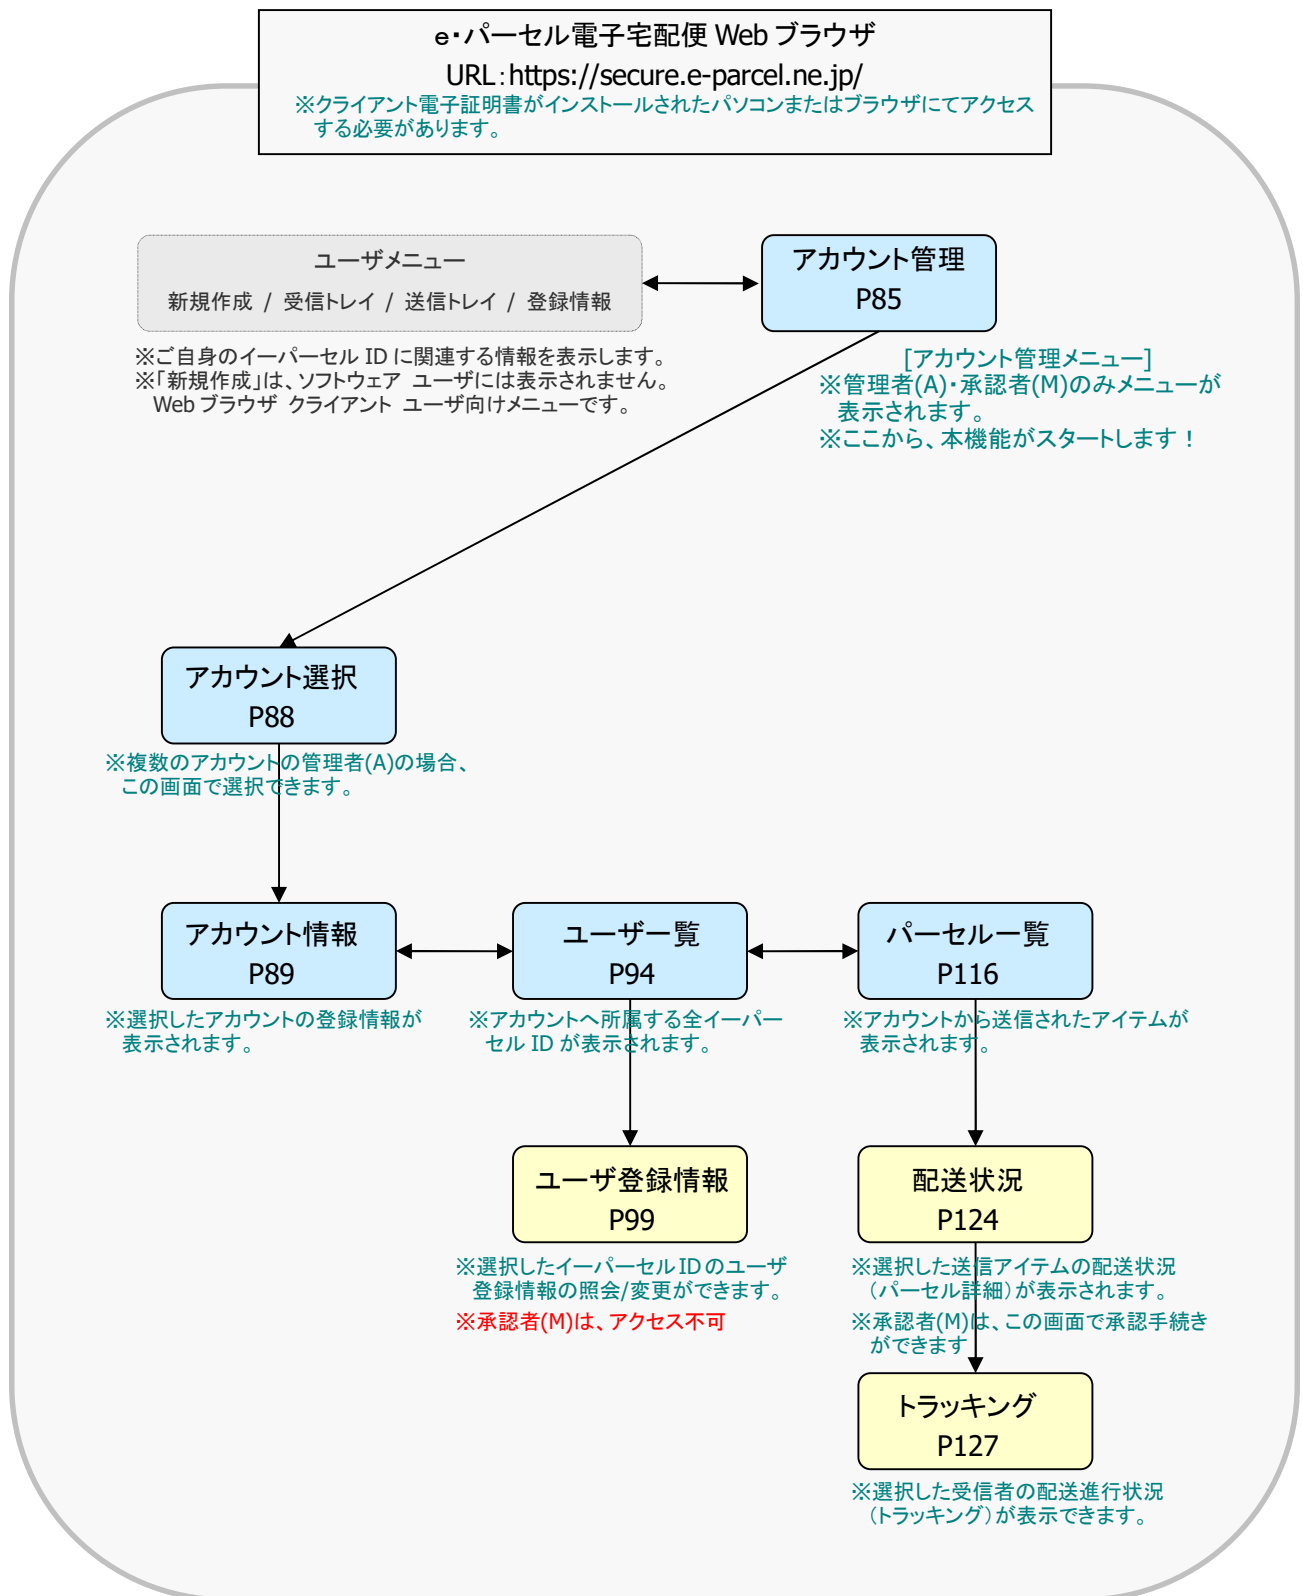 e・パーセル電子宅配便 Web ブラウザ
URL：https://secure.e-parcel.ne.jp/
※クライアント電子証明書がインストールされたパソコンまたはブラウザにてアクセス
する必要があります。
ユーザメニュー
新規作成 / 受信トレイ / 送信トレイ / 登録情報
アカウント管理
P85
※ご自身のイーパーセル ID に関連する情報を表示します。
※「新規作成」は、ソフトウェア ユーザには表示されません。
Web ブラウザ クライアント ユーザ向けメニューです。
[アカウント管理メニュー]
※管理者(A)・承認者(M)のみメニューが
表示されます。
※ここから、本機能がスタートします！
アカウント選択
P88
※複数のアカウントの管理者(A)の場合、
この画面で選択できます。
アカウント情報
P89
※選択したアカウントの登録情報が
表示されます。
ユーザ一覧
P94
※アカウントへ所属する全イーパー
セル ID が表示されます。
パーセル一覧
P116
※アカウントから送信されたアイテムが
表示されます。
ユーザ登録情報
P99
※選択したイーパーセル ID のユーザ
登録情報の照会/変更ができます。
※承認者(M)は、アクセス不可
配送状況
P124
※選択した送信アイテムの配送状況
（パーセル詳細）が表示されます。
※承認者(M)は、この画面で承認手続き
ができます
トラッキング
P127
※選択した受信者の配送進行状況
（トラッキング）が表示できます。